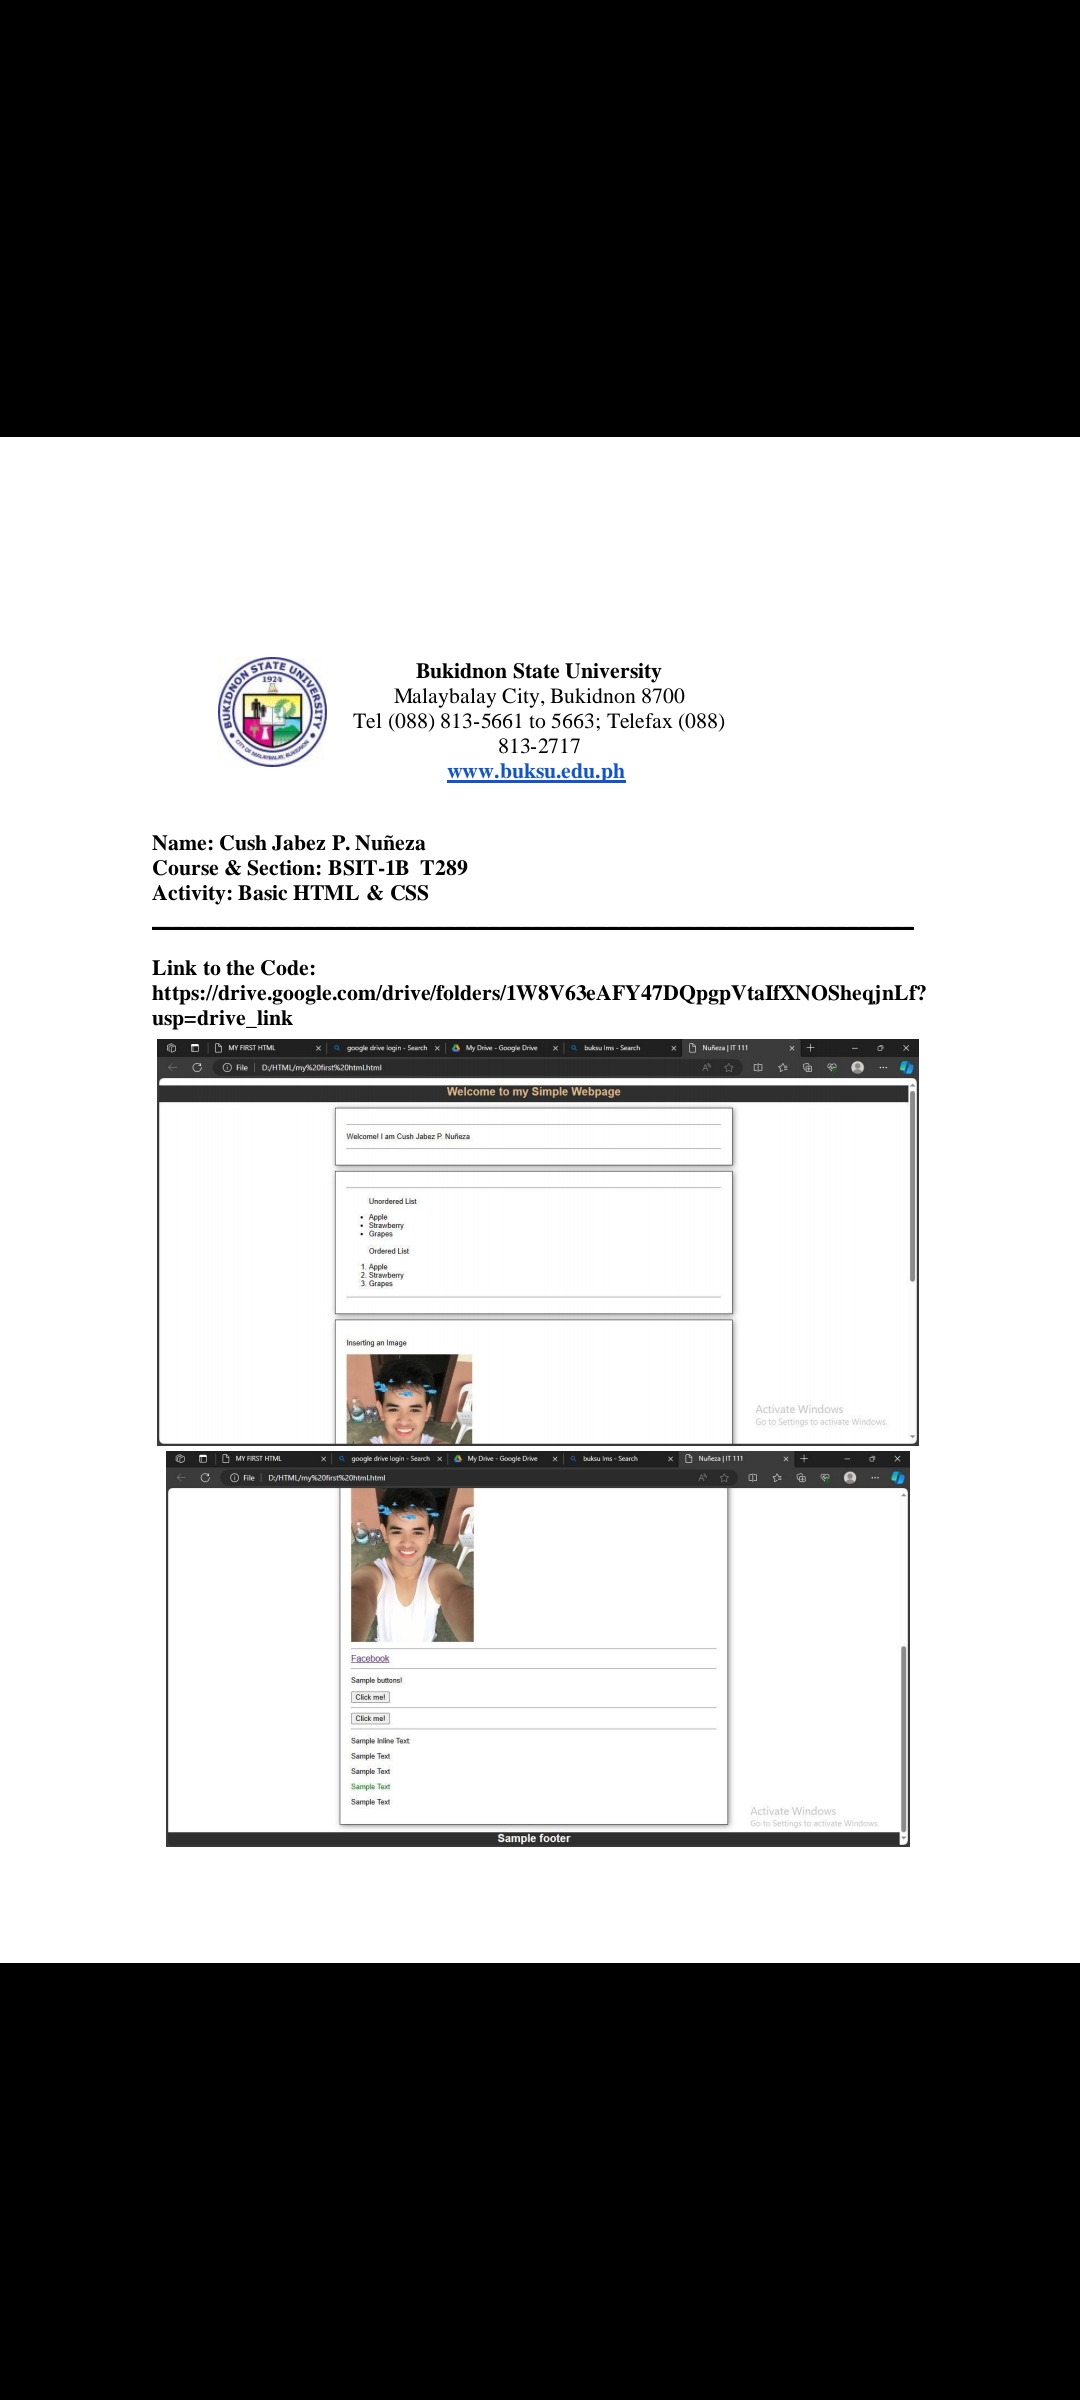 BUKIDNON STATE UNIVERSITY
1924
CITY OF MALAYBALAY, BUKIDNON
Bukidnon State University
Malaybalay City, Bukidnon 8700
Tel (088) 813-5661 to 5663; Telefax (088)
813-2717
www.buksu.edu.ph
Name: Cush Jabez P. Nuñeza
Course & Section: BSIT-1B T289
Activity: Basic HTML & CSS
Link to the Code:
https://drive.google.com/drive/folders/1W8V63eAFY47DQpgpVtaIfXNOSheqjnLf?
usp=drive_link
MY FIRST HTML google drive login - Search My Drive - Google Drive buksu lms - Search Nuñeza | IT 111
File D:/HTML/my%20first%20html.html
Welcome to my Simple Webpage
Welcome! I am Cush Jabez P. Nuñeza
Unordered List
• Apple
• Strawberry
• Grapes
Ordered List
1. Apple
2. Strawberry
3. Grapes
Inserting an Image
Activate Windows
Go to Settings to activate Windows.
MY FIRST HTML google drive login - Search My Drive - Google Drive buksu lms - Search Nuñeza | IT 111
File D:/HTML/my%20first%20html.html
Facebook
Sample buttons!
Click me!
Click me!
Sample Inline Text:
Sample Text
Sample Text
Sample Text
Sample Text
Activate Windows
Go to Settings to activate Windows.
Sample footer